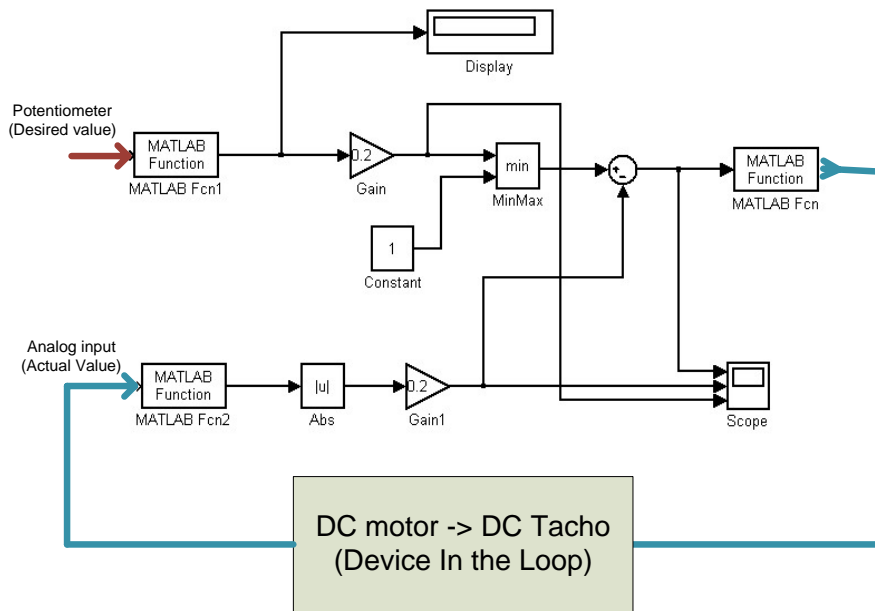 Display
Potentiometer
(Desired value)
MATLAB
Function
MATLAB Fcn1
0.2
Gain
min
MinMax
+
-
MATLAB
Function
MATLAB Fcn
1
Constant
Analog input
(Actual Value)
MATLAB
Function
MATLAB Fcn2
|u|
Abs
0.2
Gain1
Scope
DC motor -> DC Tacho
(Device In the Loop)